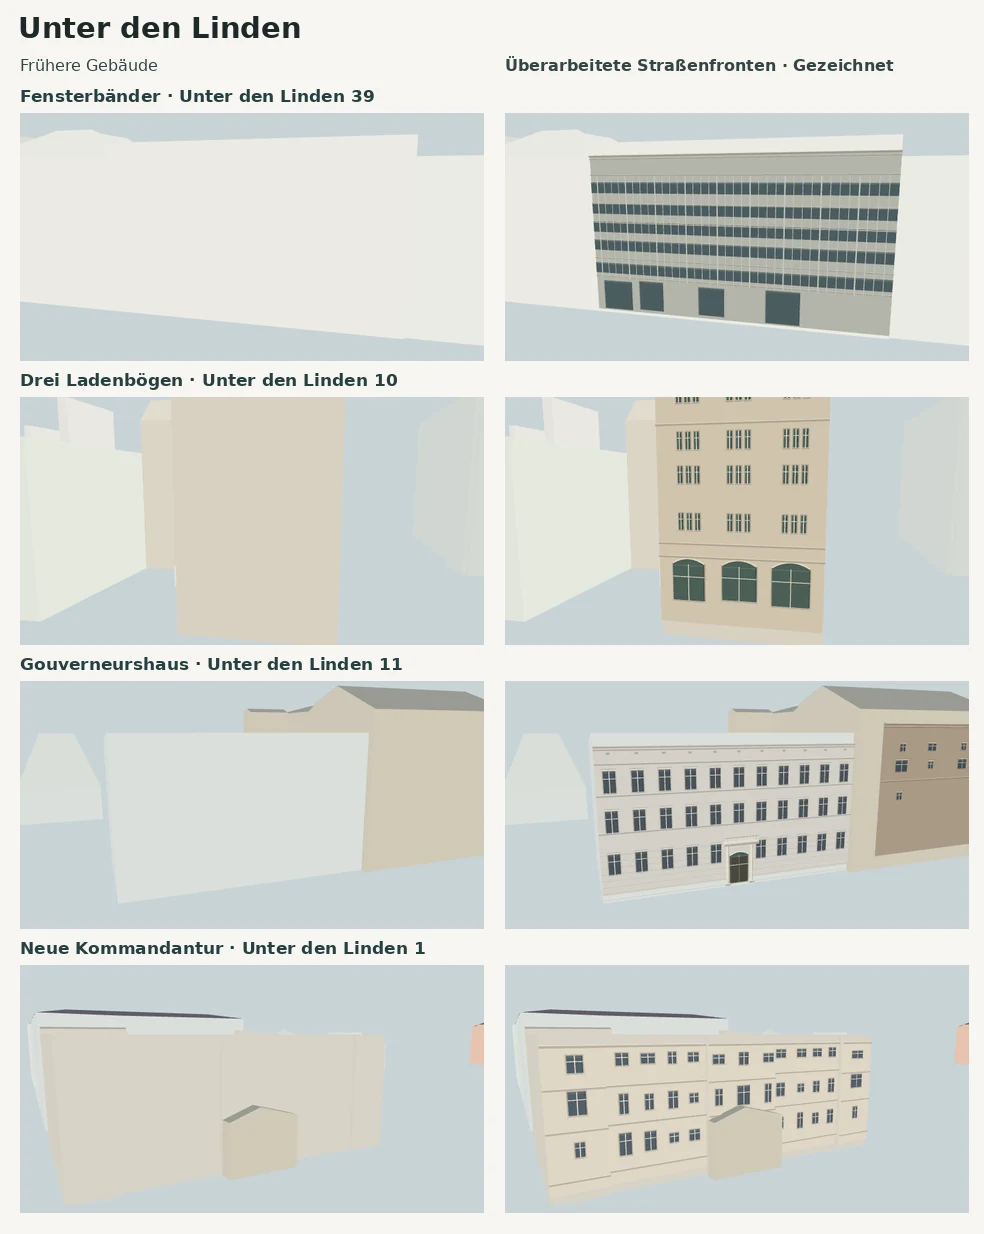 Unter den Linden
Frühere Gebäude
Überarbeitete Straßenfronten · Gezeichnet
Fensterbänder · Unter den Linden 39
Drei Ladenbögen · Unter den Linden 10
Gouverneurshaus · Unter den Linden 11
Neue Kommandantur · Unter den Linden 1